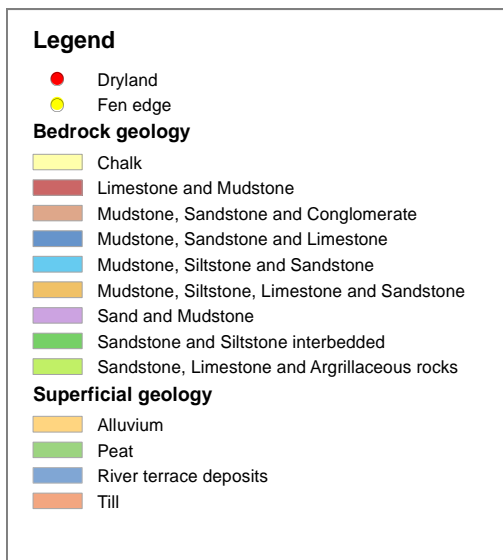 Legend
Dryland
Fen edge
Bedrock geology
Chalk
Limestone and Mudstone
Mudstone, Sandstone and Conglomerate
Mudstone, Sandstone and Limestone
Mudstone, Siltstone and Sandstone
Mudstone, Siltstone, Limestone and Sandstone
Sand and Mudstone
Sandstone and Siltstone interbedded
Sandstone, Limestone and Argrillaceous rocks
Superficial geology
Alluvium
Peat
River terrace deposits
Till